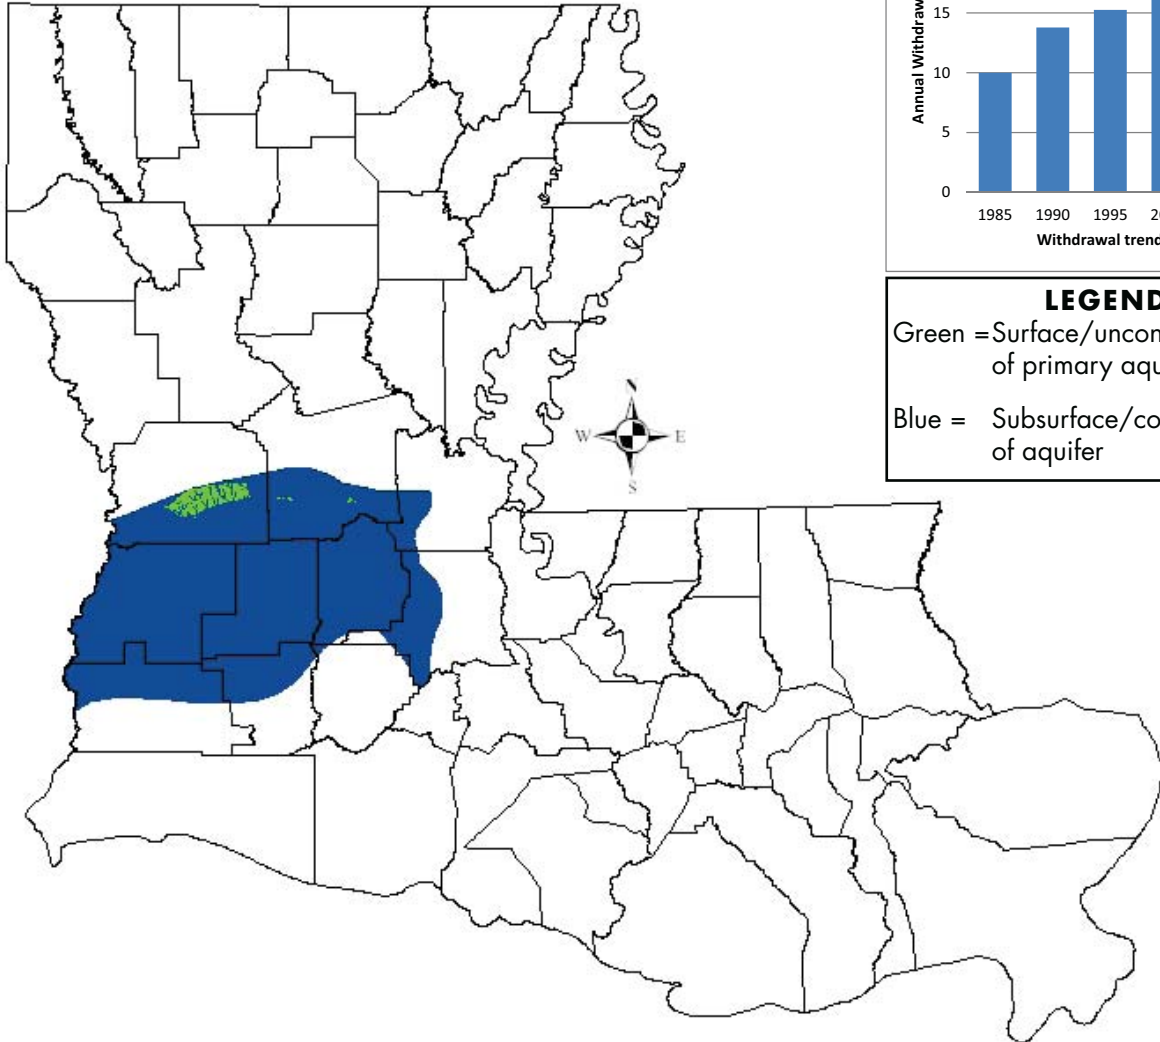 Annual Withdraw
15
10
5
0
1985 1990 1995
Withdrawal trend
LEGEND
Green = Surface/uncon
of primary aqu
Blue = Subsurface/co
of aquifer
N
W E
S